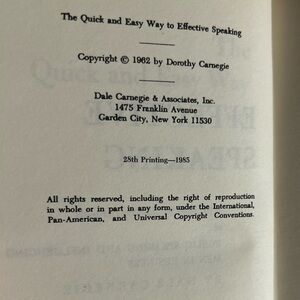 The Quick and Easy Way to Effective Speaking
Copyright © 1962 by Dorothy Carnegie
Dale Carnegie & Associates, Inc.
1475 Franklin Avenue
Garden City, New York 11530
28th Printing—1985
All rights reserved, including the right of reproduction
in whole or in part in any form, under the International,
Pan-American, and Universal Copyright Conventions.